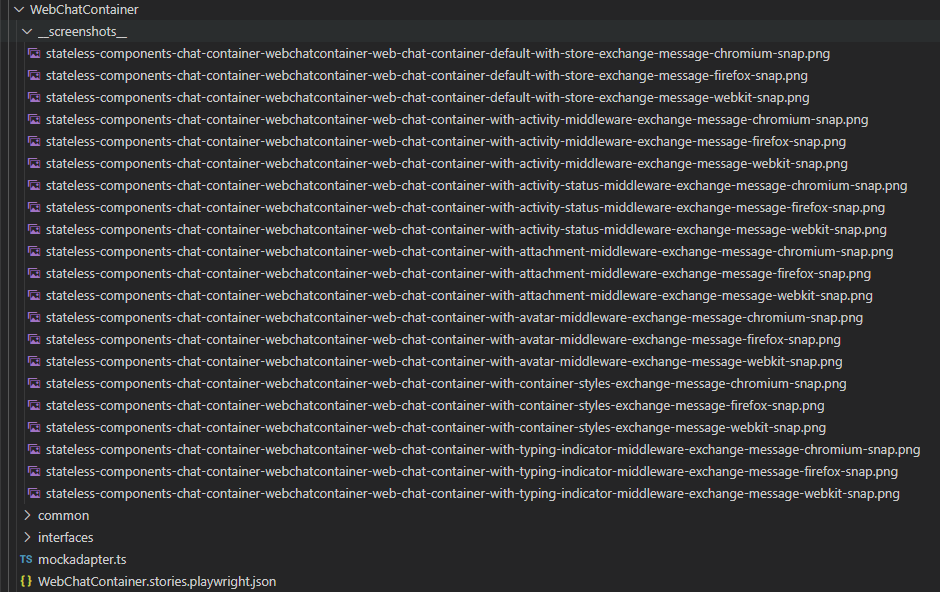 WebChatContainer
__screenshots__
stateless-components-chat-container-webchatcontainer-web-chat-container-default-with-store-exchange-message-chromium-snap.png
stateless-components-chat-container-webchatcontainer-web-chat-container-default-with-store-exchange-message-firefox-snap.png
stateless-components-chat-container-webchatcontainer-web-chat-container-default-with-store-exchange-message-webkit-snap.png
stateless-components-chat-container-webchatcontainer-web-chat-container-with-activity-middleware-exchange-message-chromium-snap.png
stateless-components-chat-container-webchatcontainer-web-chat-container-with-activity-middleware-exchange-message-firefox-snap.png
stateless-components-chat-container-webchatcontainer-web-chat-container-with-activity-middleware-exchange-message-webkit-snap.png
stateless-components-chat-container-webchatcontainer-web-chat-container-with-activity-status-middleware-exchange-message-chromium-snap.png
stateless-components-chat-container-webchatcontainer-web-chat-container-with-activity-status-middleware-exchange-message-firefox-snap.png
stateless-components-chat-container-webchatcontainer-web-chat-container-with-activity-status-middleware-exchange-message-webkit-snap.png
stateless-components-chat-container-webchatcontainer-web-chat-container-with-attachment-middleware-exchange-message-chromium-snap.png
stateless-components-chat-container-webchatcontainer-web-chat-container-with-attachment-middleware-exchange-message-firefox-snap.png
stateless-components-chat-container-webchatcontainer-web-chat-container-with-attachment-middleware-exchange-message-webkit-snap.png
stateless-components-chat-container-webchatcontainer-web-chat-container-with-avatar-middleware-exchange-message-chromium-snap.png
stateless-components-chat-container-webchatcontainer-web-chat-container-with-avatar-middleware-exchange-message-firefox-snap.png
stateless-components-chat-container-webchatcontainer-web-chat-container-with-avatar-middleware-exchange-message-webkit-snap.png
stateless-components-chat-container-webchatcontainer-web-chat-container-with-container-styles-exchange-message-chromium-snap.png
stateless-components-chat-container-webchatcontainer-web-chat-container-with-container-styles-exchange-message-firefox-snap.png
stateless-components-chat-container-webchatcontainer-web-chat-container-with-container-styles-exchange-message-webkit-snap.png
stateless-components-chat-container-webchatcontainer-web-chat-container-with-typing-indicator-middleware-exchange-message-chromium-snap.png
stateless-components-chat-container-webchatcontainer-web-chat-container-with-typing-indicator-middleware-exchange-message-firefox-snap.png
stateless-components-chat-container-webchatcontainer-web-chat-container-with-typing-indicator-middleware-exchange-message-webkit-snap.png
common
interfaces
TS mockadapter.ts
{} WebChatContainer.stories.playwright.json